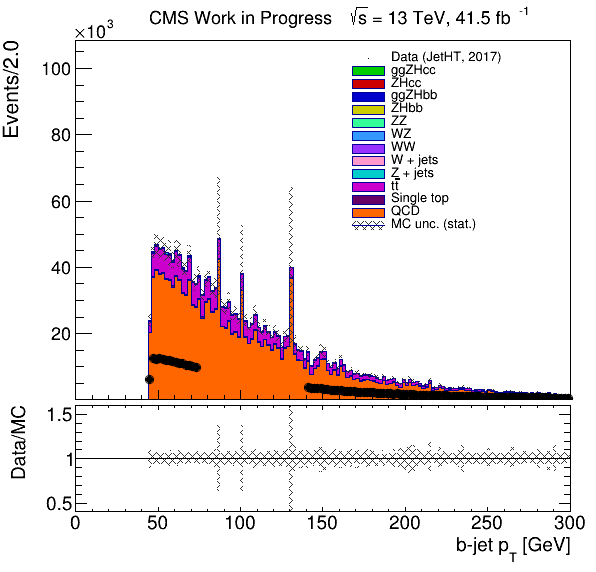 CMS Work in Progress √s = 13 TeV, 41.5 fb⁻¹
×10³
Events/2.0
100
80
60
40
20
Data (JetHT, 2017)
ggZHcc
ZHcc
ggZHbb
ZHbb
ZZ
WZ
WW
W + jets
Z + jets
tt̅
Single top
QCD
MC unc. (stat.)
Data/MC
1.5
1
0.5
0 50 100 150 200 250 300
b-jet p_T [GeV]